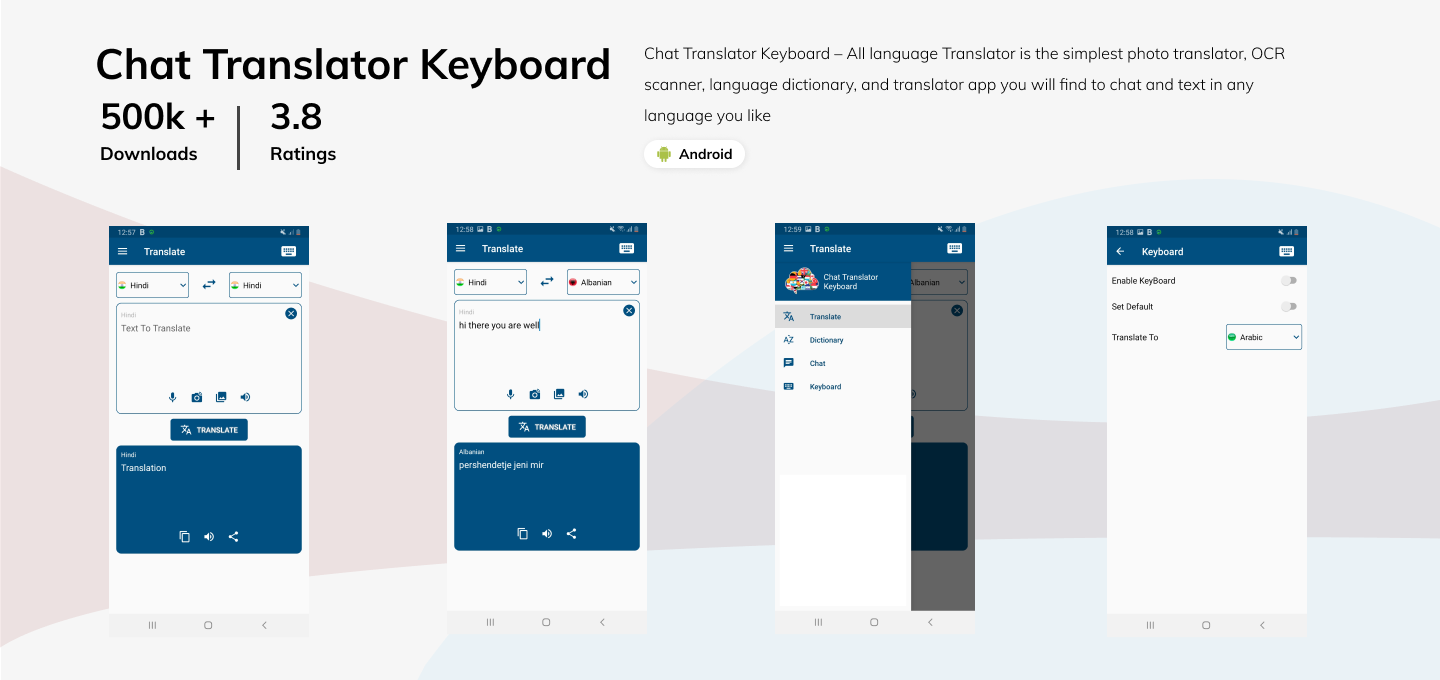 Chat Translator Keyboard
500k +
Downloads
3.8
Ratings
Chat Translator Keyboard – All language Translator is the simplest photo translator, OCR
scanner, language dictionary, and translator app you will find to chat and text in any
language you like
Android
12:57 B
Translate
Hindi
Hindi
Hindi
Text To Translate
TRANSLATE
Hindi
Translation
12:58 B
Translate
Hindi
Albanian
Hindi
hi there you are well
TRANSLATE
Albanian
pershendetje jeni mir
12:59 B
Translate
Chat Translator
Keyboard
Albanian
Translate
Dictionary
Chat
Keyboard
12:58 B
Keyboard
Enable KeyBoard
Set Default
Translate To
Arabic